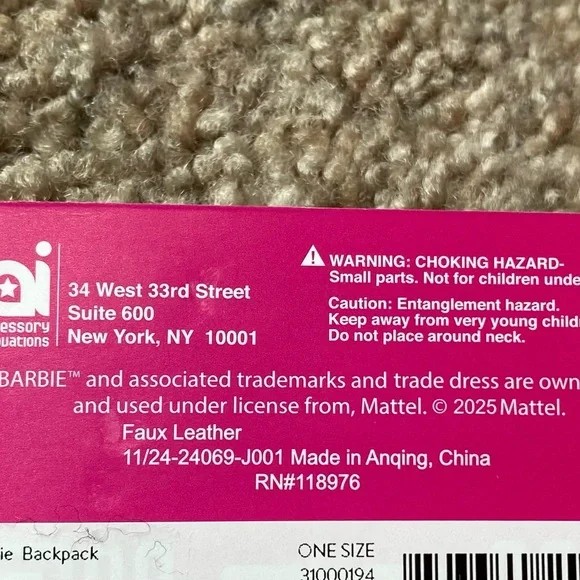 ai
34 West 33rd Street
Suite 600
New York, NY 10001
WARNING: CHOKING HAZARD-
Small parts. Not for children
Caution: Entanglement hazard.
Keep away from very young
Do not place around neck.
BARBIE™ and associated trademarks and trade dress are
and used under license from, Mattel. © 2025 Mattel.
Faux Leather
11/24-24069-J001 Made in Anqing, China
RN#118976
Backpack
ONE SIZE
31000194